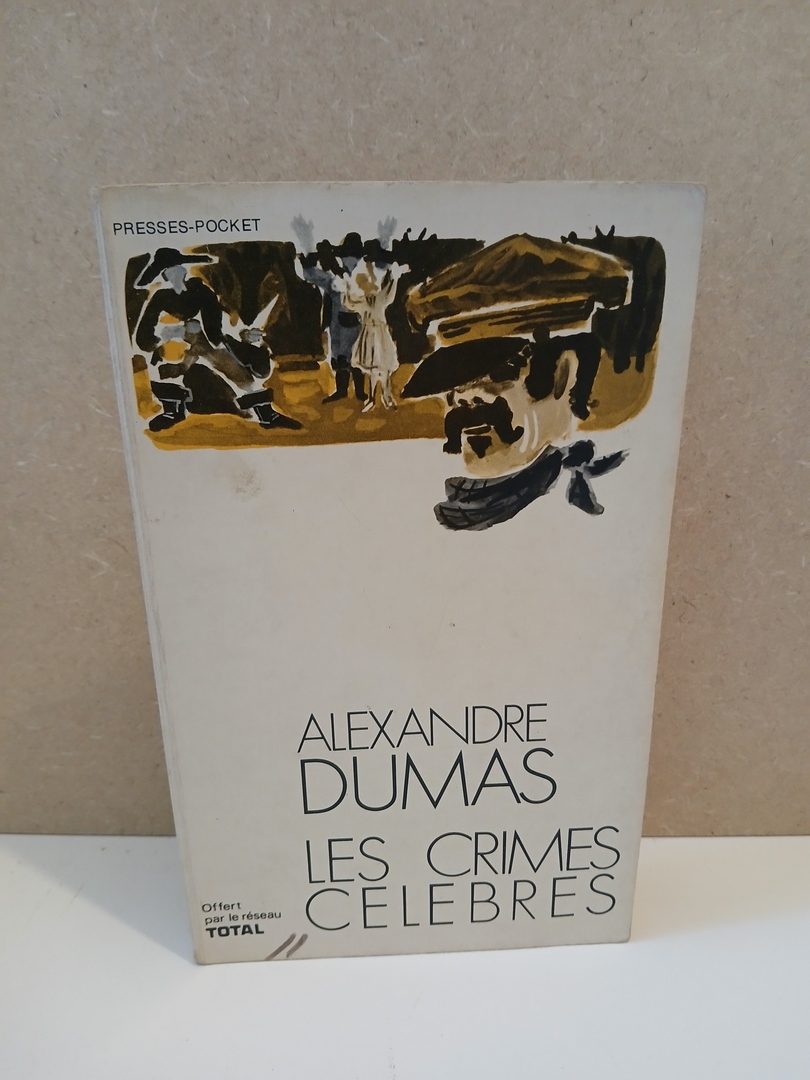 PRESSES-POCKET
ALEXANDRE
DUMAS
LES CRIMES
CELEBRES
Offert
par le réseau
TOTAL